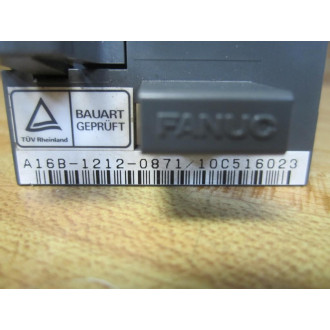 TÜV Rheinland
BAUART
GEPRÜFT
FANUC
A16B-1212-0871/10C516023